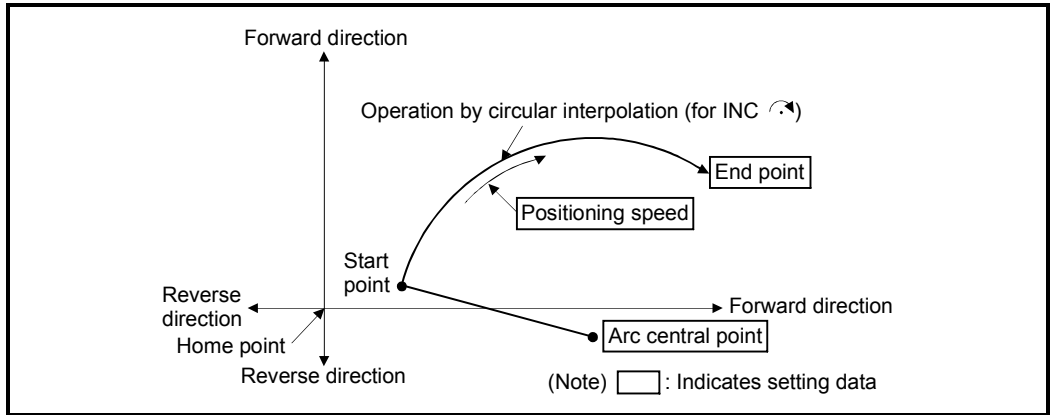 Forward direction
Operation by circular interpolation (for INC )
End point
Positioning speed
Start
point
Reverse
direction
Forward direction
Home point
Arc central point
Reverse direction
(Note) : Indicates setting data